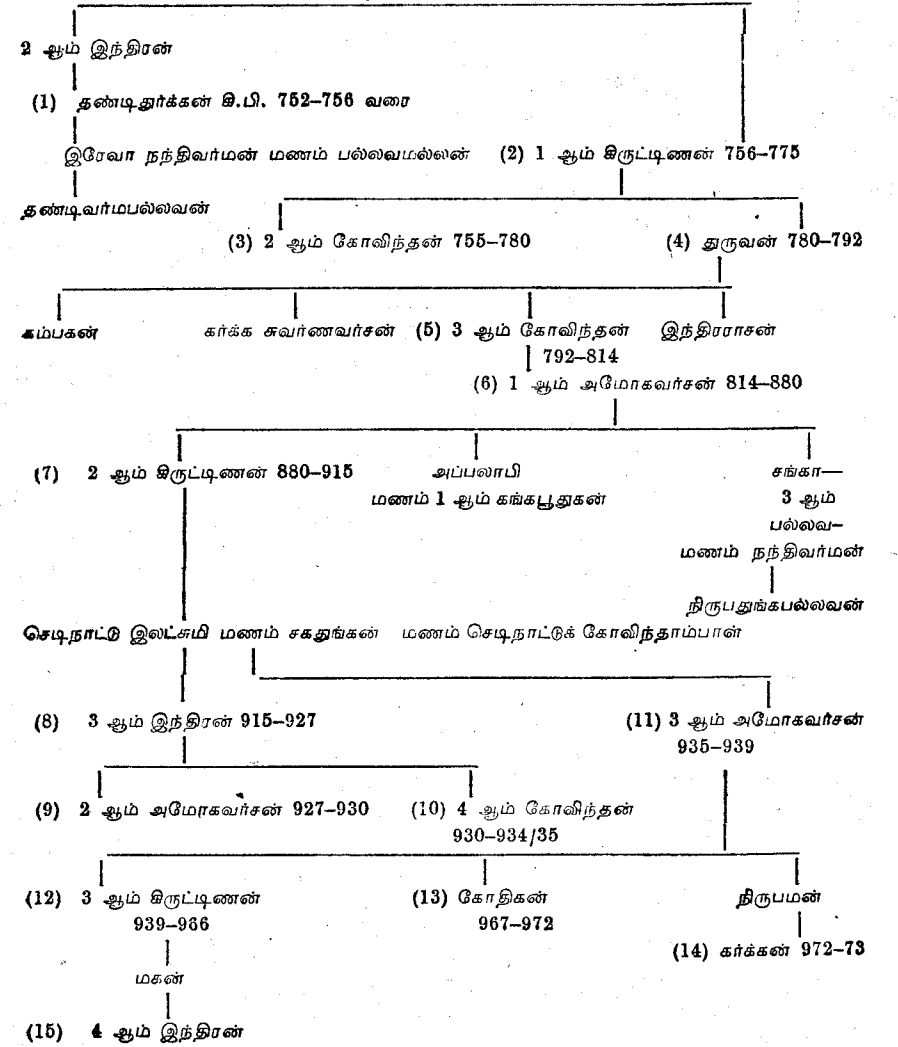 2 ஆம் இந்திரன்
(1) தண்டிதுர்க்கன் கி.பி. 752–756 வரை
இரேவா நந்திவர்மன் மணம் பல்லவமல்லன் (2) 1 ஆம் கிருட்டிணன் 756–775
தண்டிவர்மபல்லவன்
(3) 2 ஆம் கோவிந்தன் 755–780 (4) துருவன் 780–792
கம்பகன் கர்க்க சுவர்ணவர்சன் (5) 3 ஆம் கோவிந்தன் இந்திரராசன்
792–814
(6) 1 ஆம் அமோகவர்சன் 814–880
(7) 2 ஆம் கிருட்டிணன் 880–915 அப்பலாபி சங்கா—
மணம் 1 ஆம் கங்கபூதுகன் 3 ஆம்
பல்லவ–
மணம் நந்திவர்மன்
நிருபதுங்கபல்லவன்
செடிநாட்டு இலட்சுமி மணம் சகதுங்கன் மணம் செடிநாட்டுக் கோவிந்தாம்பாள்
(8) 3 ஆம் இந்திரன் 915–927 (11) 3 ஆம் அமோகவர்சன்
935–939
(9) 2 ஆம் அமோகவர்சன் 927–930 (10) 4 ஆம் கோவிந்தன்
930–934/35
(12) 3 ஆம் கிருட்டிணன் (13) கோதிகன் நிருபமன்
939–966 967–972
(14) கர்க்கன் 972–73
மகன்
(15) 4 ஆம் இந்திரன்